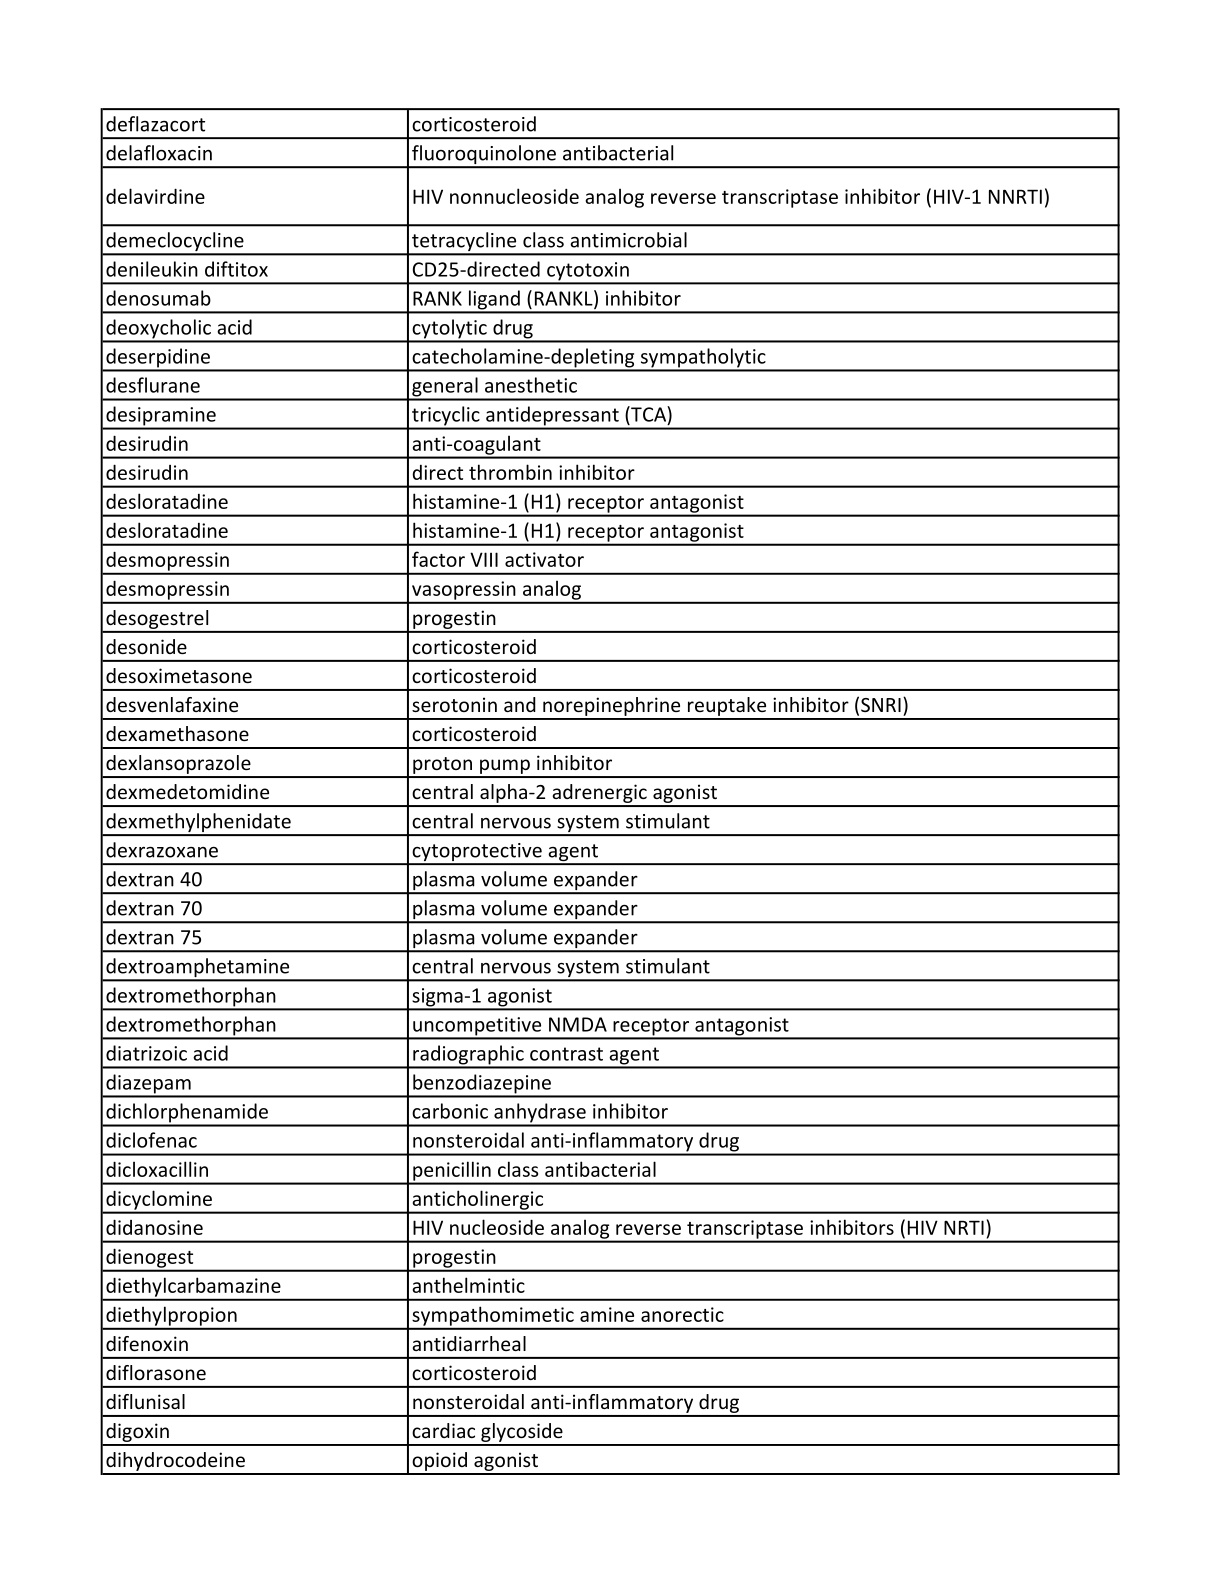 deflazacort corticosteroid
delafloxacin fluoroquinolone antibacterial
delavirdine HIV nonnucleoside analog reverse transcriptase inhibitor (HIV-1 NNRTI)
demeclocycline tetracycline class antimicrobial
denileukin diftitox CD25-directed cytotoxin
denosumab RANK ligand (RANKL) inhibitor
deoxycholic acid cytolytic drug
deserpidine catecholamine-depleting sympatholytic
desflurane general anesthetic
desipramine tricyclic antidepressant (TCA)
desirudin anti-coagulant
desirudin direct thrombin inhibitor
desloratadine histamine-1 (H1) receptor antagonist
desloratadine histamine-1 (H1) receptor antagonist
desmopressin factor VIII activator
desmopressin vasopressin analog
desogestrel progestin
desonide corticosteroid
desoximetasone corticosteroid
desvenlafaxine serotonin and norepinephrine reuptake inhibitor (SNRI)
dexamethasone corticosteroid
dexlansoprazole proton pump inhibitor
dexmedetomidine central alpha-2 adrenergic agonist
dexmethylphenidate central nervous system stimulant
dexrazoxane cytoprotective agent
dextran 40 plasma volume expander
dextran 70 plasma volume expander
dextran 75 plasma volume expander
dextroamphetamine central nervous system stimulant
dextromethorphan sigma-1 agonist
dextromethorphan uncompetitive NMDA receptor antagonist
diatrizoic acid radiographic contrast agent
diazepam benzodiazepine
dichlorphenamide carbonic anhydrase inhibitor
diclofenac nonsteroidal anti-inflammatory drug
dicloxacillin penicillin class antibacterial
dicyclomine anticholinergic
didanosine HIV nucleoside analog reverse transcriptase inhibitors (HIV NRTI)
dienogest progestin
diethylcarbamazine anthelmintic
diethylpropion sympathomimetic amine anorectic
difenoxin antidiarrheal
diflorasone corticosteroid
diflunisal nonsteroidal anti-inflammatory drug
digoxin cardiac glycoside
dihydrocodeine opioid agonist